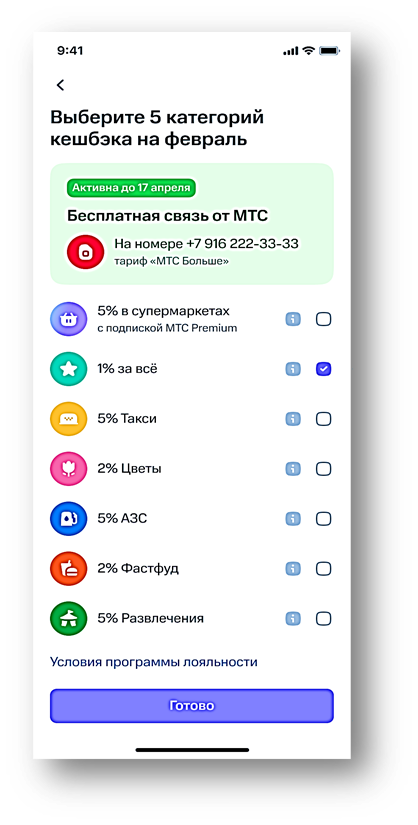 9:41
Выберите 5 категорий
кешбэка на февраль
Активна до 17 апреля
Бесплатная связь от МТС
На номере +7 916 222-33-33
тариф «МТС Больше»
5% в супермаркетах
с подпиской МТС Premium
1% за всё
5% Такси
2% Цветы
5% АЗС
2% Фастфуд
5% Развлечения
Условия программы лояльности
Готово